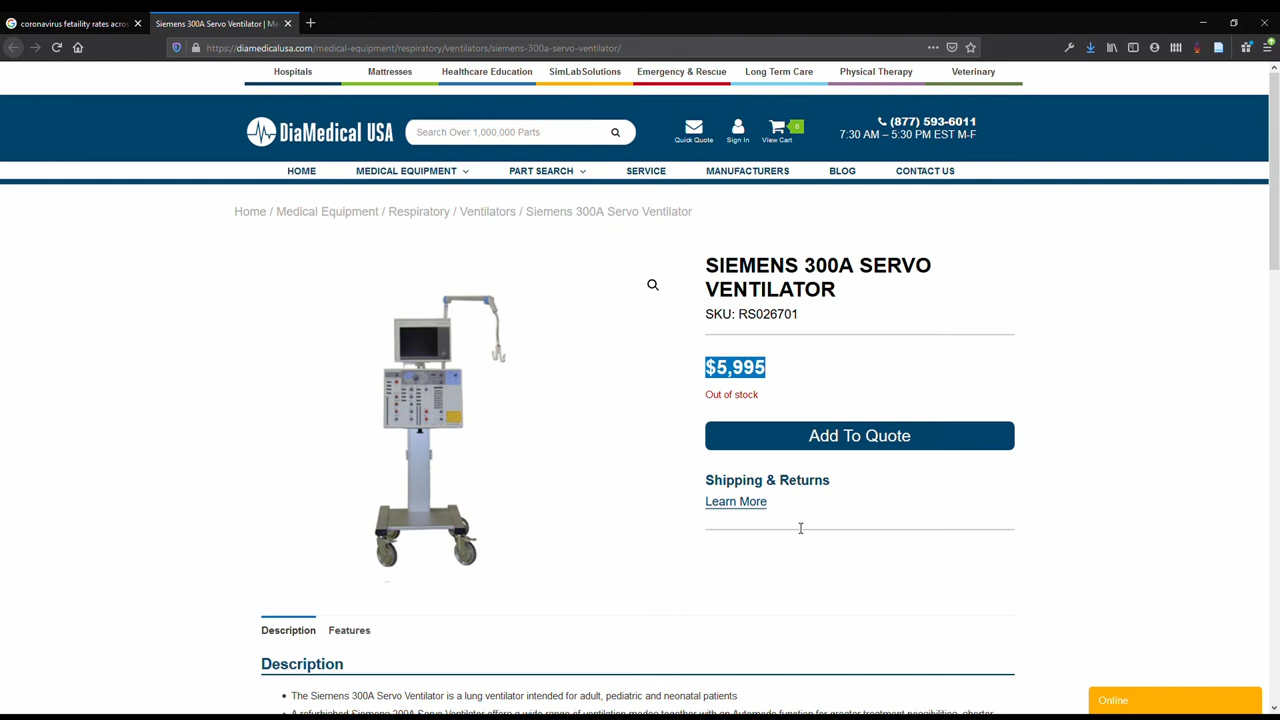 coronavirus fetaility rates acros
Siemens 300A Servo Ventilator | Me
https://diamedicalusa.com/medical-equipment/respiratory/ventilators/siemens-300a-servo-ventilator/
Hospitals Mattresses Healthcare Education SimLabSolutions Emergency & Rescue Long Term Care Physical Therapy Veterinary
DiaMedical USA
Search Over 1,000,000 Parts
Quick Quote
Sign In
0
View Cart
(877) 593-6011
7:30 AM – 5:30 PM EST M-F
HOME MEDICAL EQUIPMENT PART SEARCH SERVICE MANUFACTURERS BLOG CONTACT US
Home / Medical Equipment / Respiratory / Ventilators / Siemens 300A Servo Ventilator
SIEMENS 300A SERVO
VENTILATOR
SKU: RS026701
$5,995
Out of stock
Add To Quote
Shipping & Returns
Learn More
Description Features
Description
The Siemens 300A Servo Ventilator is a lung ventilator intended for adult, pediatric and neonatal patients
A refurbished Siemens 300A Servo Ventilator offers a wide range of ventilation modes together with an Automode function for greater treatment possibilities, shorter
Online